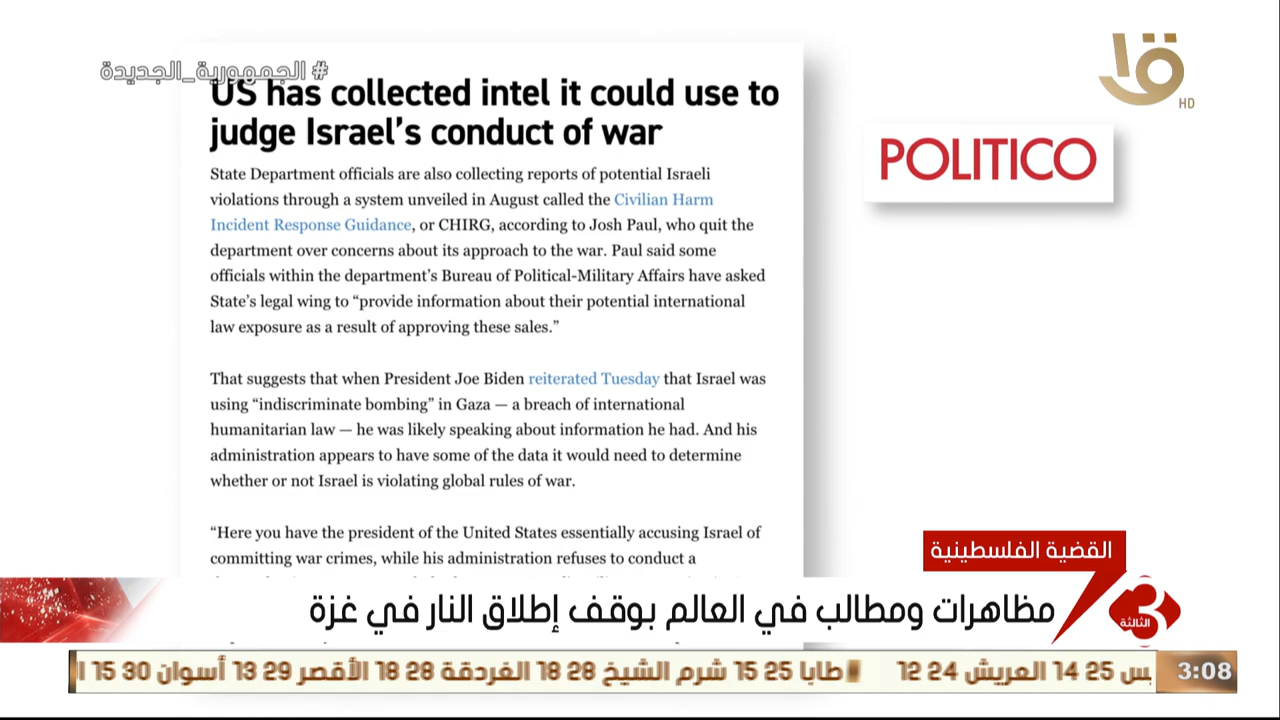 #الجمهورية_الجديدة
US has collected intel it could use to
judge Israel's conduct of war
State Department officials are also collecting reports of potential Israeli
violations through a system unveiled in August called the Civilian Harm
Incident Response Guidance, or CHIRG, according to Josh Paul, who quit the
department over concerns about its approach to the war. Paul said some
officials within the department's Bureau of Political-Military Affairs have asked
State's legal wing to “provide information about their potential international
law exposure as a result of approving these sales.”
That suggests that when President Joe Biden reiterated Tuesday that Israel was
using “indiscriminate bombing” in Gaza — a breach of international
humanitarian law — he was likely speaking about information he had. And his
administration appears to have some of the data it would need to determine
whether or not Israel is violating global rules of war.
“Here you have the president of the United States essentially accusing Israel of
committing war crimes, while his administration refuses to conduct a
HD
POLITICO
القضية الفلسطينية
مظاهرات ومطالب في العالم بوقف إطلاق النار في غزة
3
الثالثة
بس 25 14 العريش 24 12 طابا 25 15 شرم الشيخ 28 18 الغردقة 28 18 الأقصر 29 13 أسوان 30 15
3:08